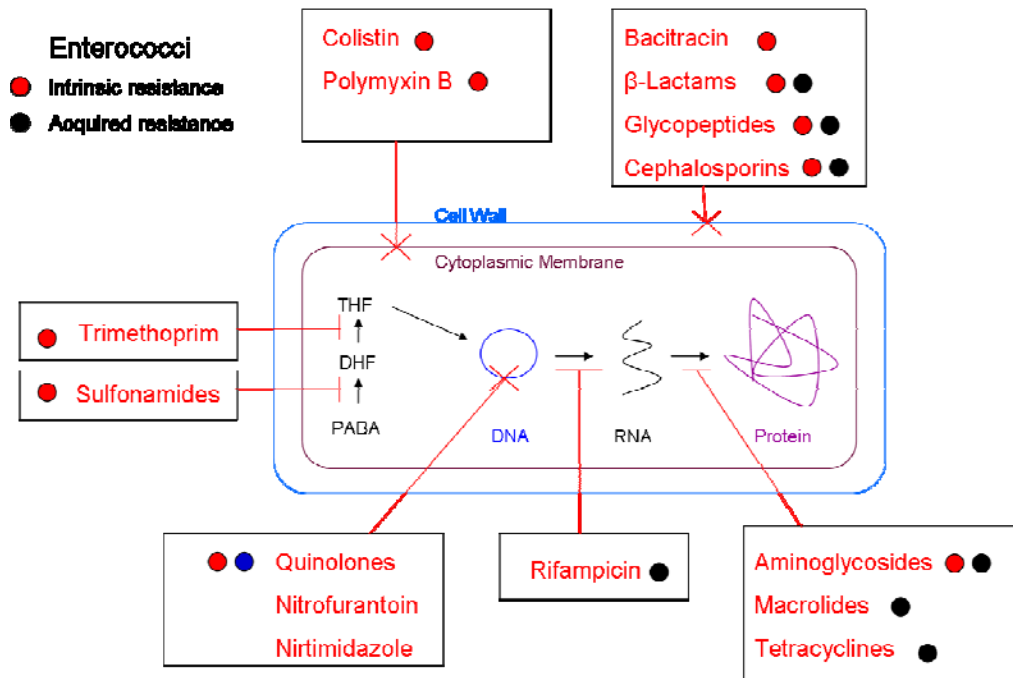 Enterococci
Intrinsic resistance
Acquired resistance
Colistin
Polymyxin B
Bacitracin
β-Lactams
Glycopeptides
Cephalosporins
Cell Wall
Cytoplasmic Membrane
Trimethoprim
Sulfonamides
THF
DHF
PABA
DNA
RNA
Protein
Quinolones
Nitrofurantoin
Nirtimidazole
Rifampicin
Aminoglycosides
Macrolides
Tetracyclines